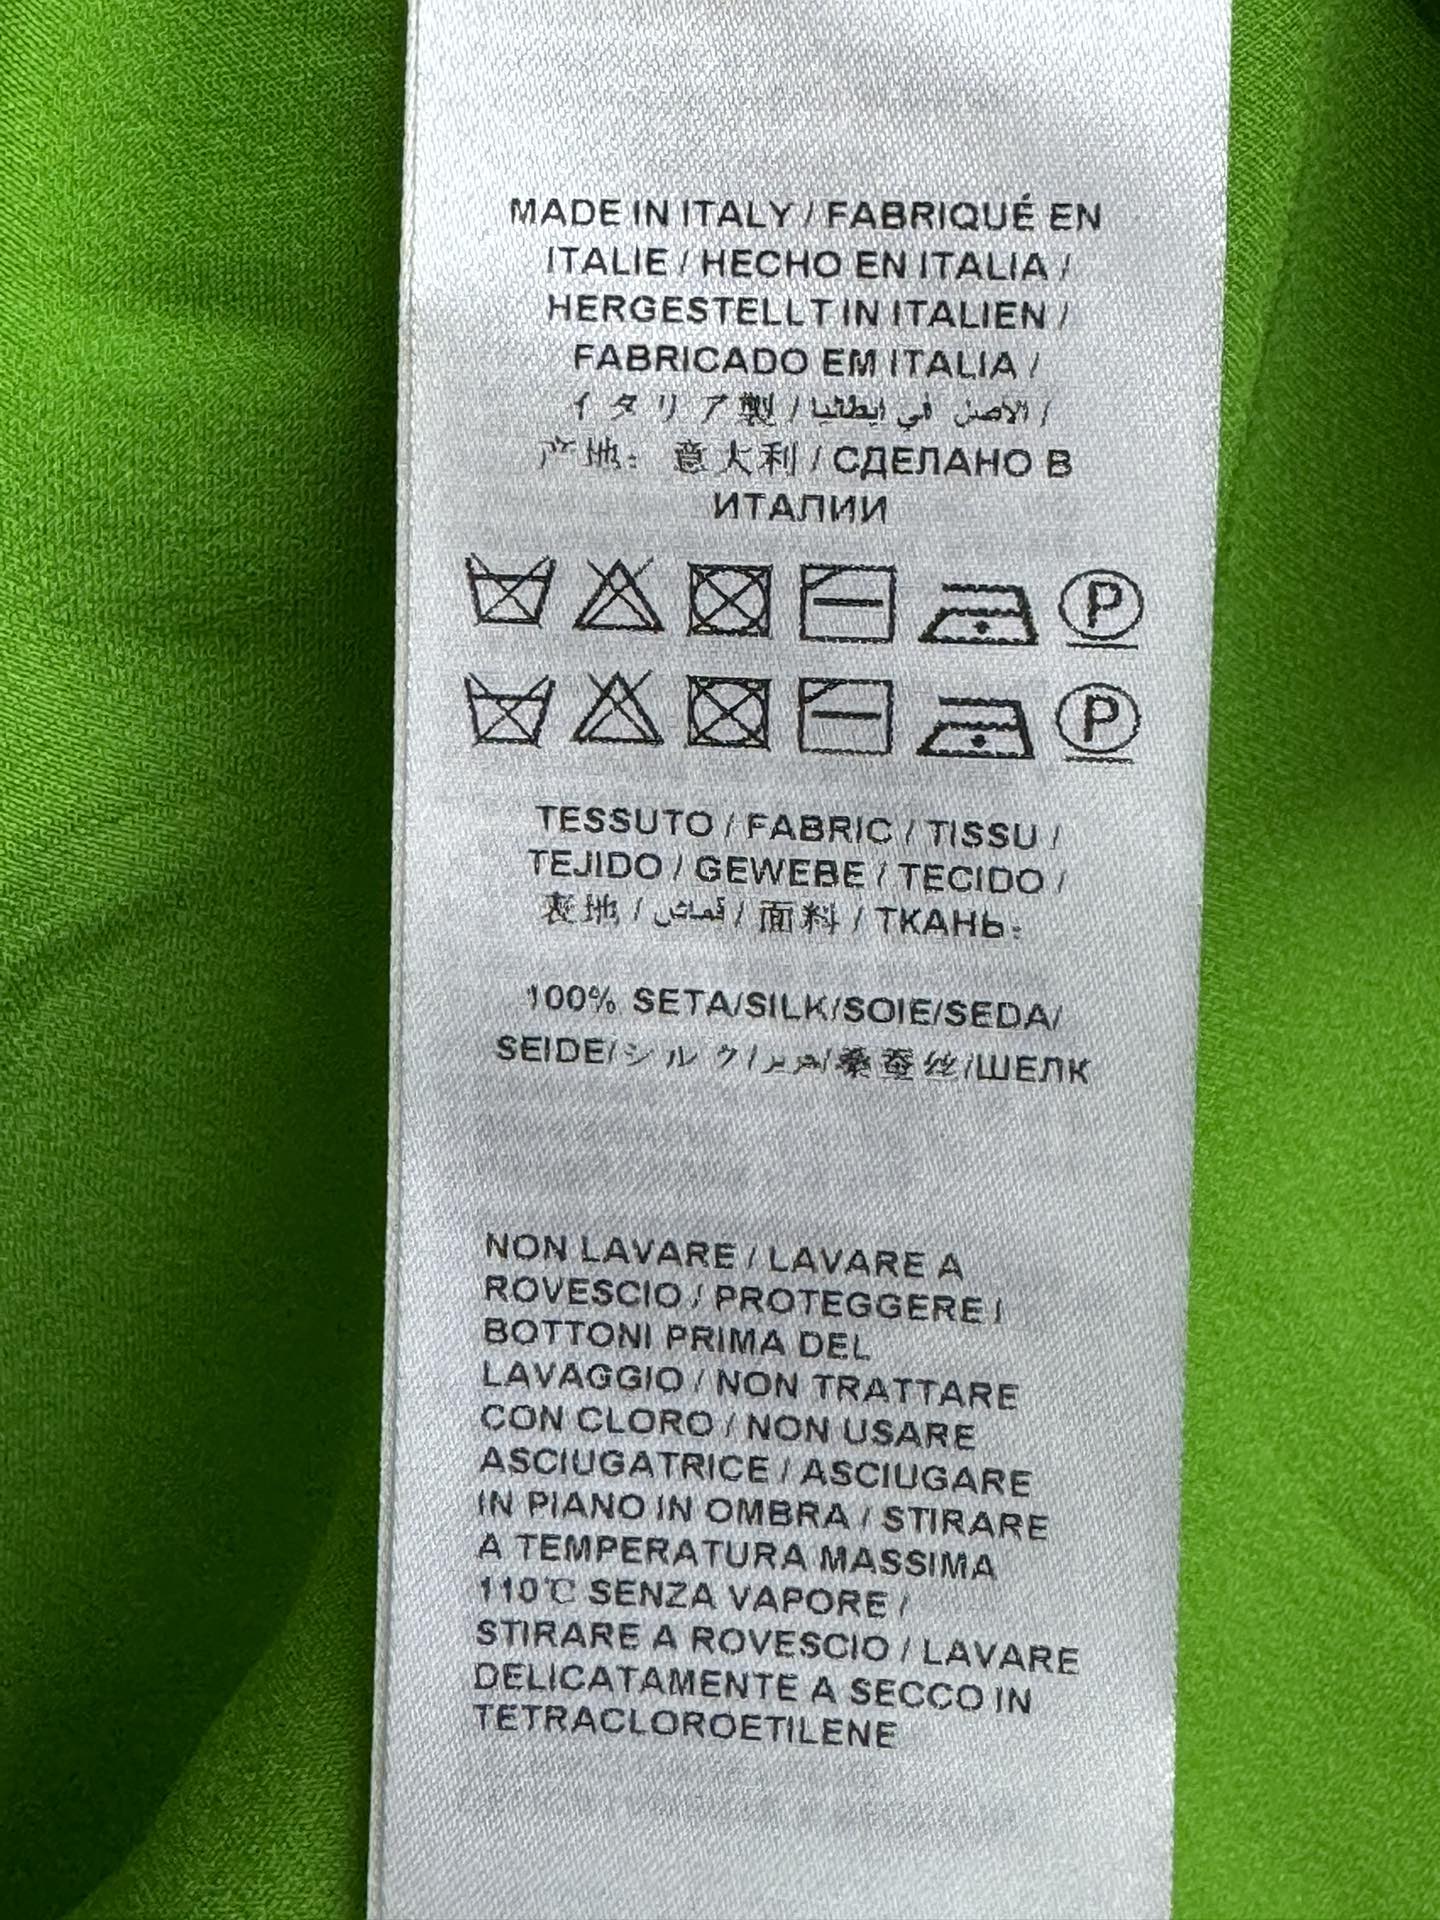 MADE IN ITALY / FABRIQUÉ EN
ITALIE / HECHO EN ITALIA /
HERGESTELLT IN ITALIEN /
FABRICADO EM ITALIA /
イタリア製 / الاصل في ايطاليا /
产地：意大利 / СДЕЛАНО В
ИТАЛИИ
P
P
TESSUTO / FABRIC / TISSU /
TEJIDO / GEWEBE / TECIDO /
表地 / قماش / 面料 / ТКАНЬ:
100% SETA/SILK/SOIE/SEDA/
SEIDE/シルク/حرير/桑蚕丝/ШЕЛК
NON LAVARE / LAVARE A
ROVESCIO / PROTEGGERE I
BOTTONI PRIMA DEL
LAVAGGIO / NON TRATTARE
CON CLORO / NON USARE
ASCIUGATRICE / ASCIUGARE
IN PIANO IN OMBRA / STIRARE
A TEMPERATURA MASSIMA
110℃ SENZA VAPORE /
STIRARE A ROVESCIO / LAVARE
DELICATAMENTE A SECCO IN
TETRACLOROETILENE